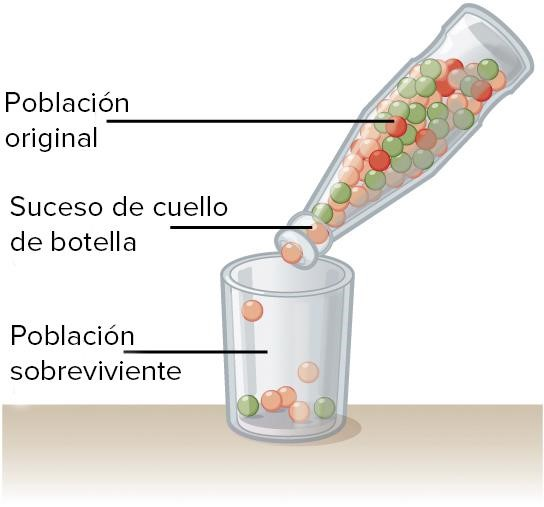 Población
original
Suceso de cuello
de botella
Población
sobreviviente